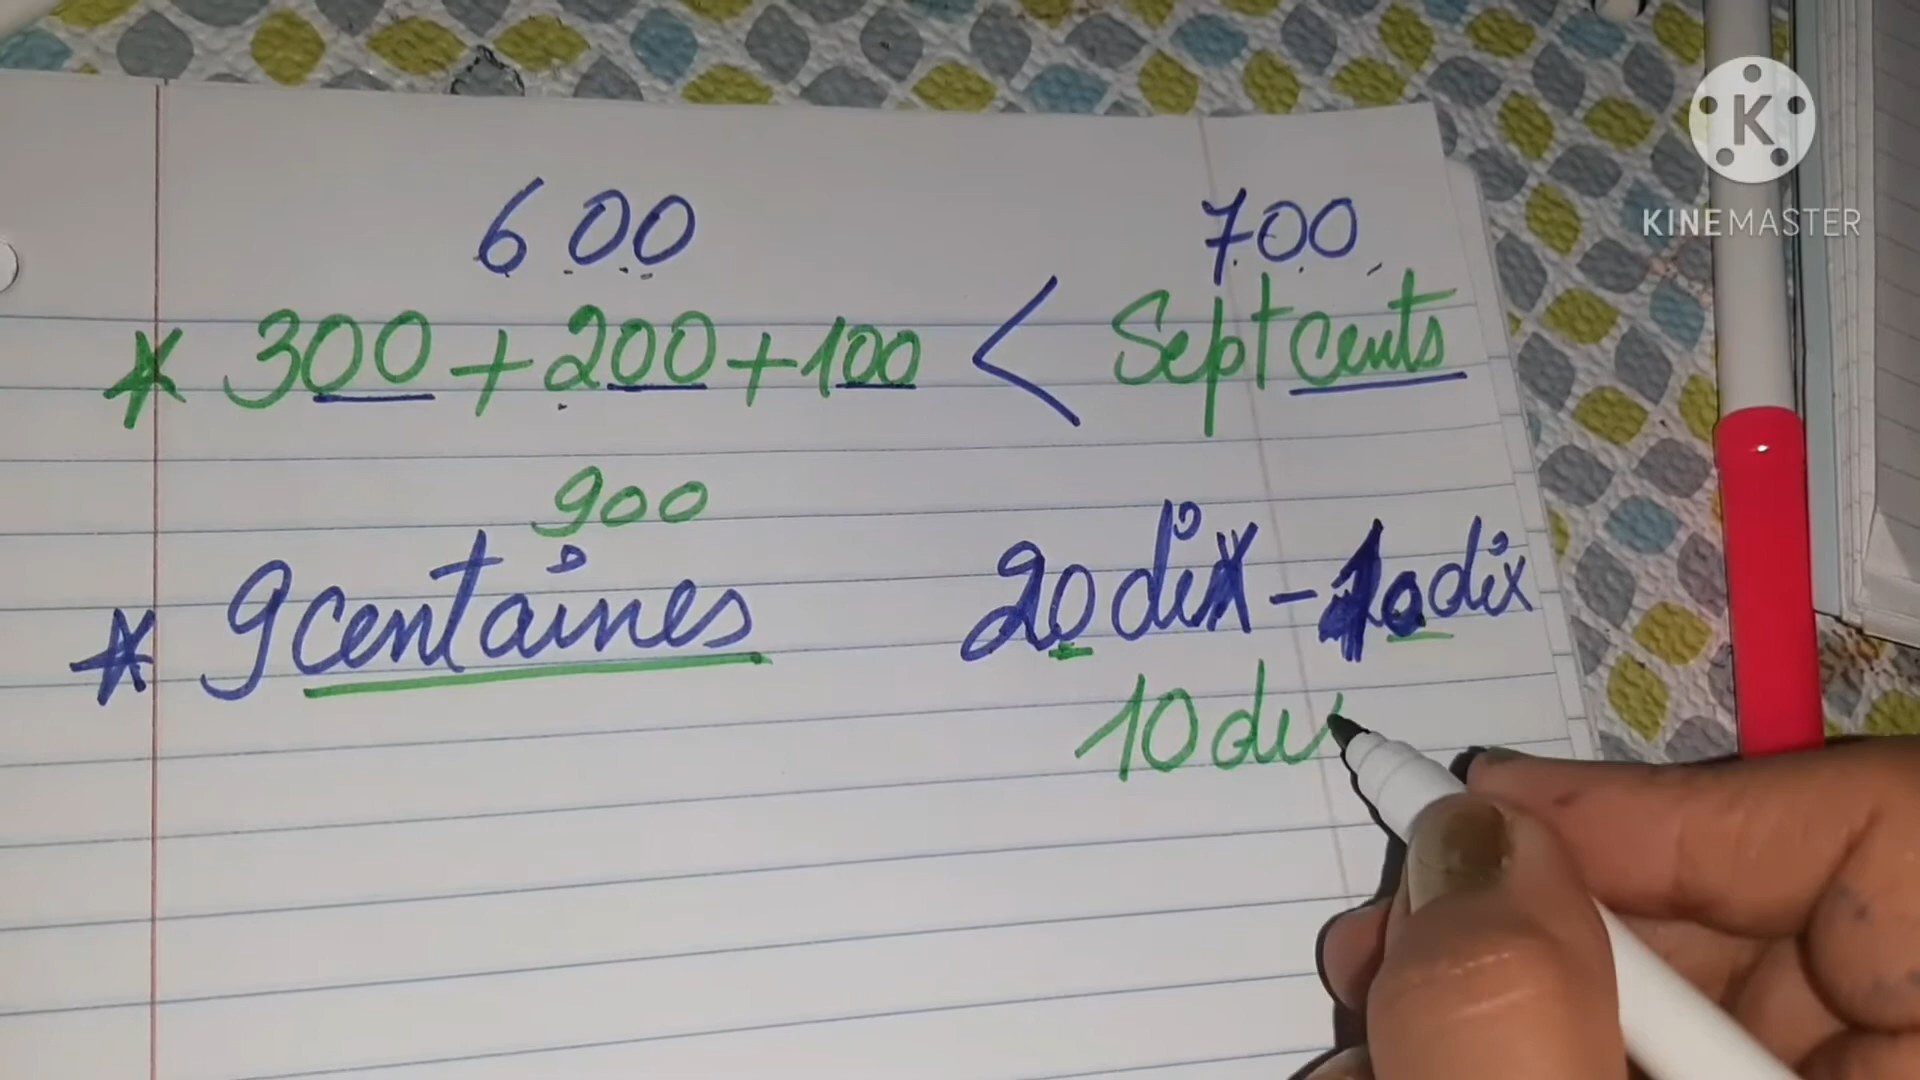 600 700
* 300 + 200 + 100 < Sept cents
900
* 9 centaines 20 dix - 10 dix
10 di
KINEMASTER